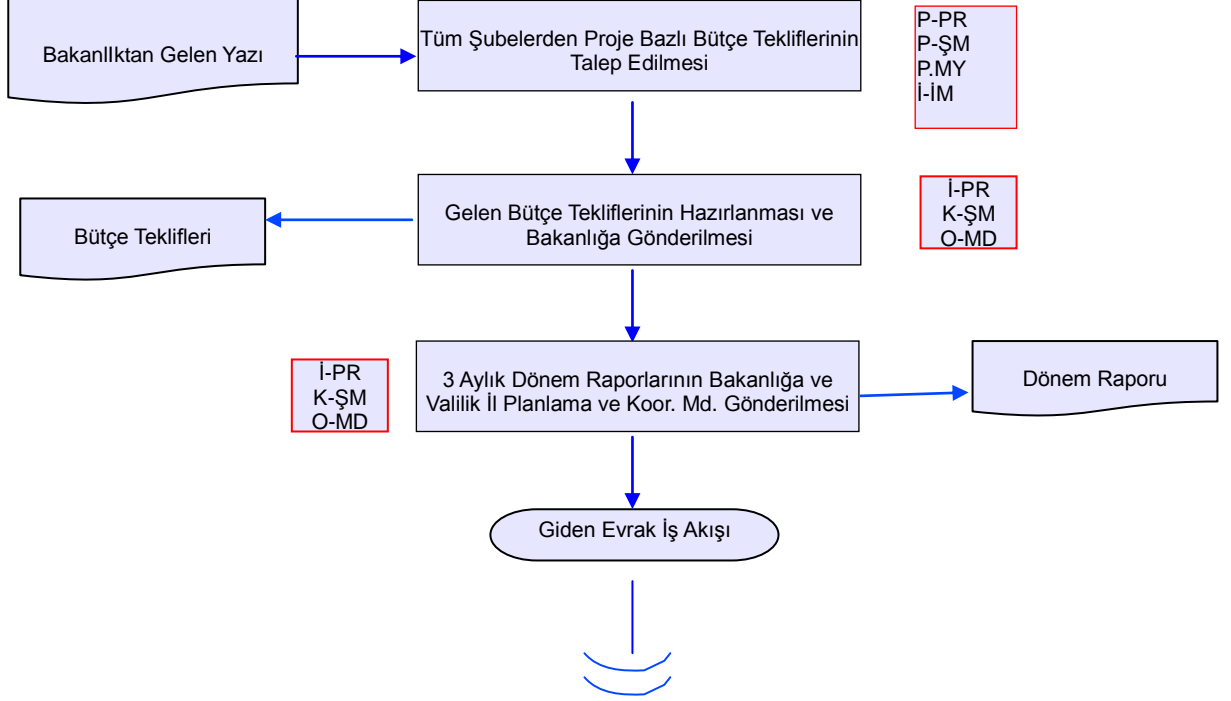 BakanlIktan Gelen Yazı
Tüm Şubelerden Proje Bazlı Bütçe Tekliflerinin
Talep Edilmesi
P-PR
P-ŞM
P.MY
İ-İM
Bütçe Teklifleri
Gelen Bütçe Tekliflerinin Hazırlanması ve
Bakanlığa Gönderilmesi
İ-PR
K-ŞM
O-MD
İ-PR
K-ŞM
O-MD
3 Aylık Dönem Raporlarının Bakanlığa ve
Valilik İl Planlama ve Koor. Md. Gönderilmesi
Dönem Raporu
Giden Evrak İş Akışı